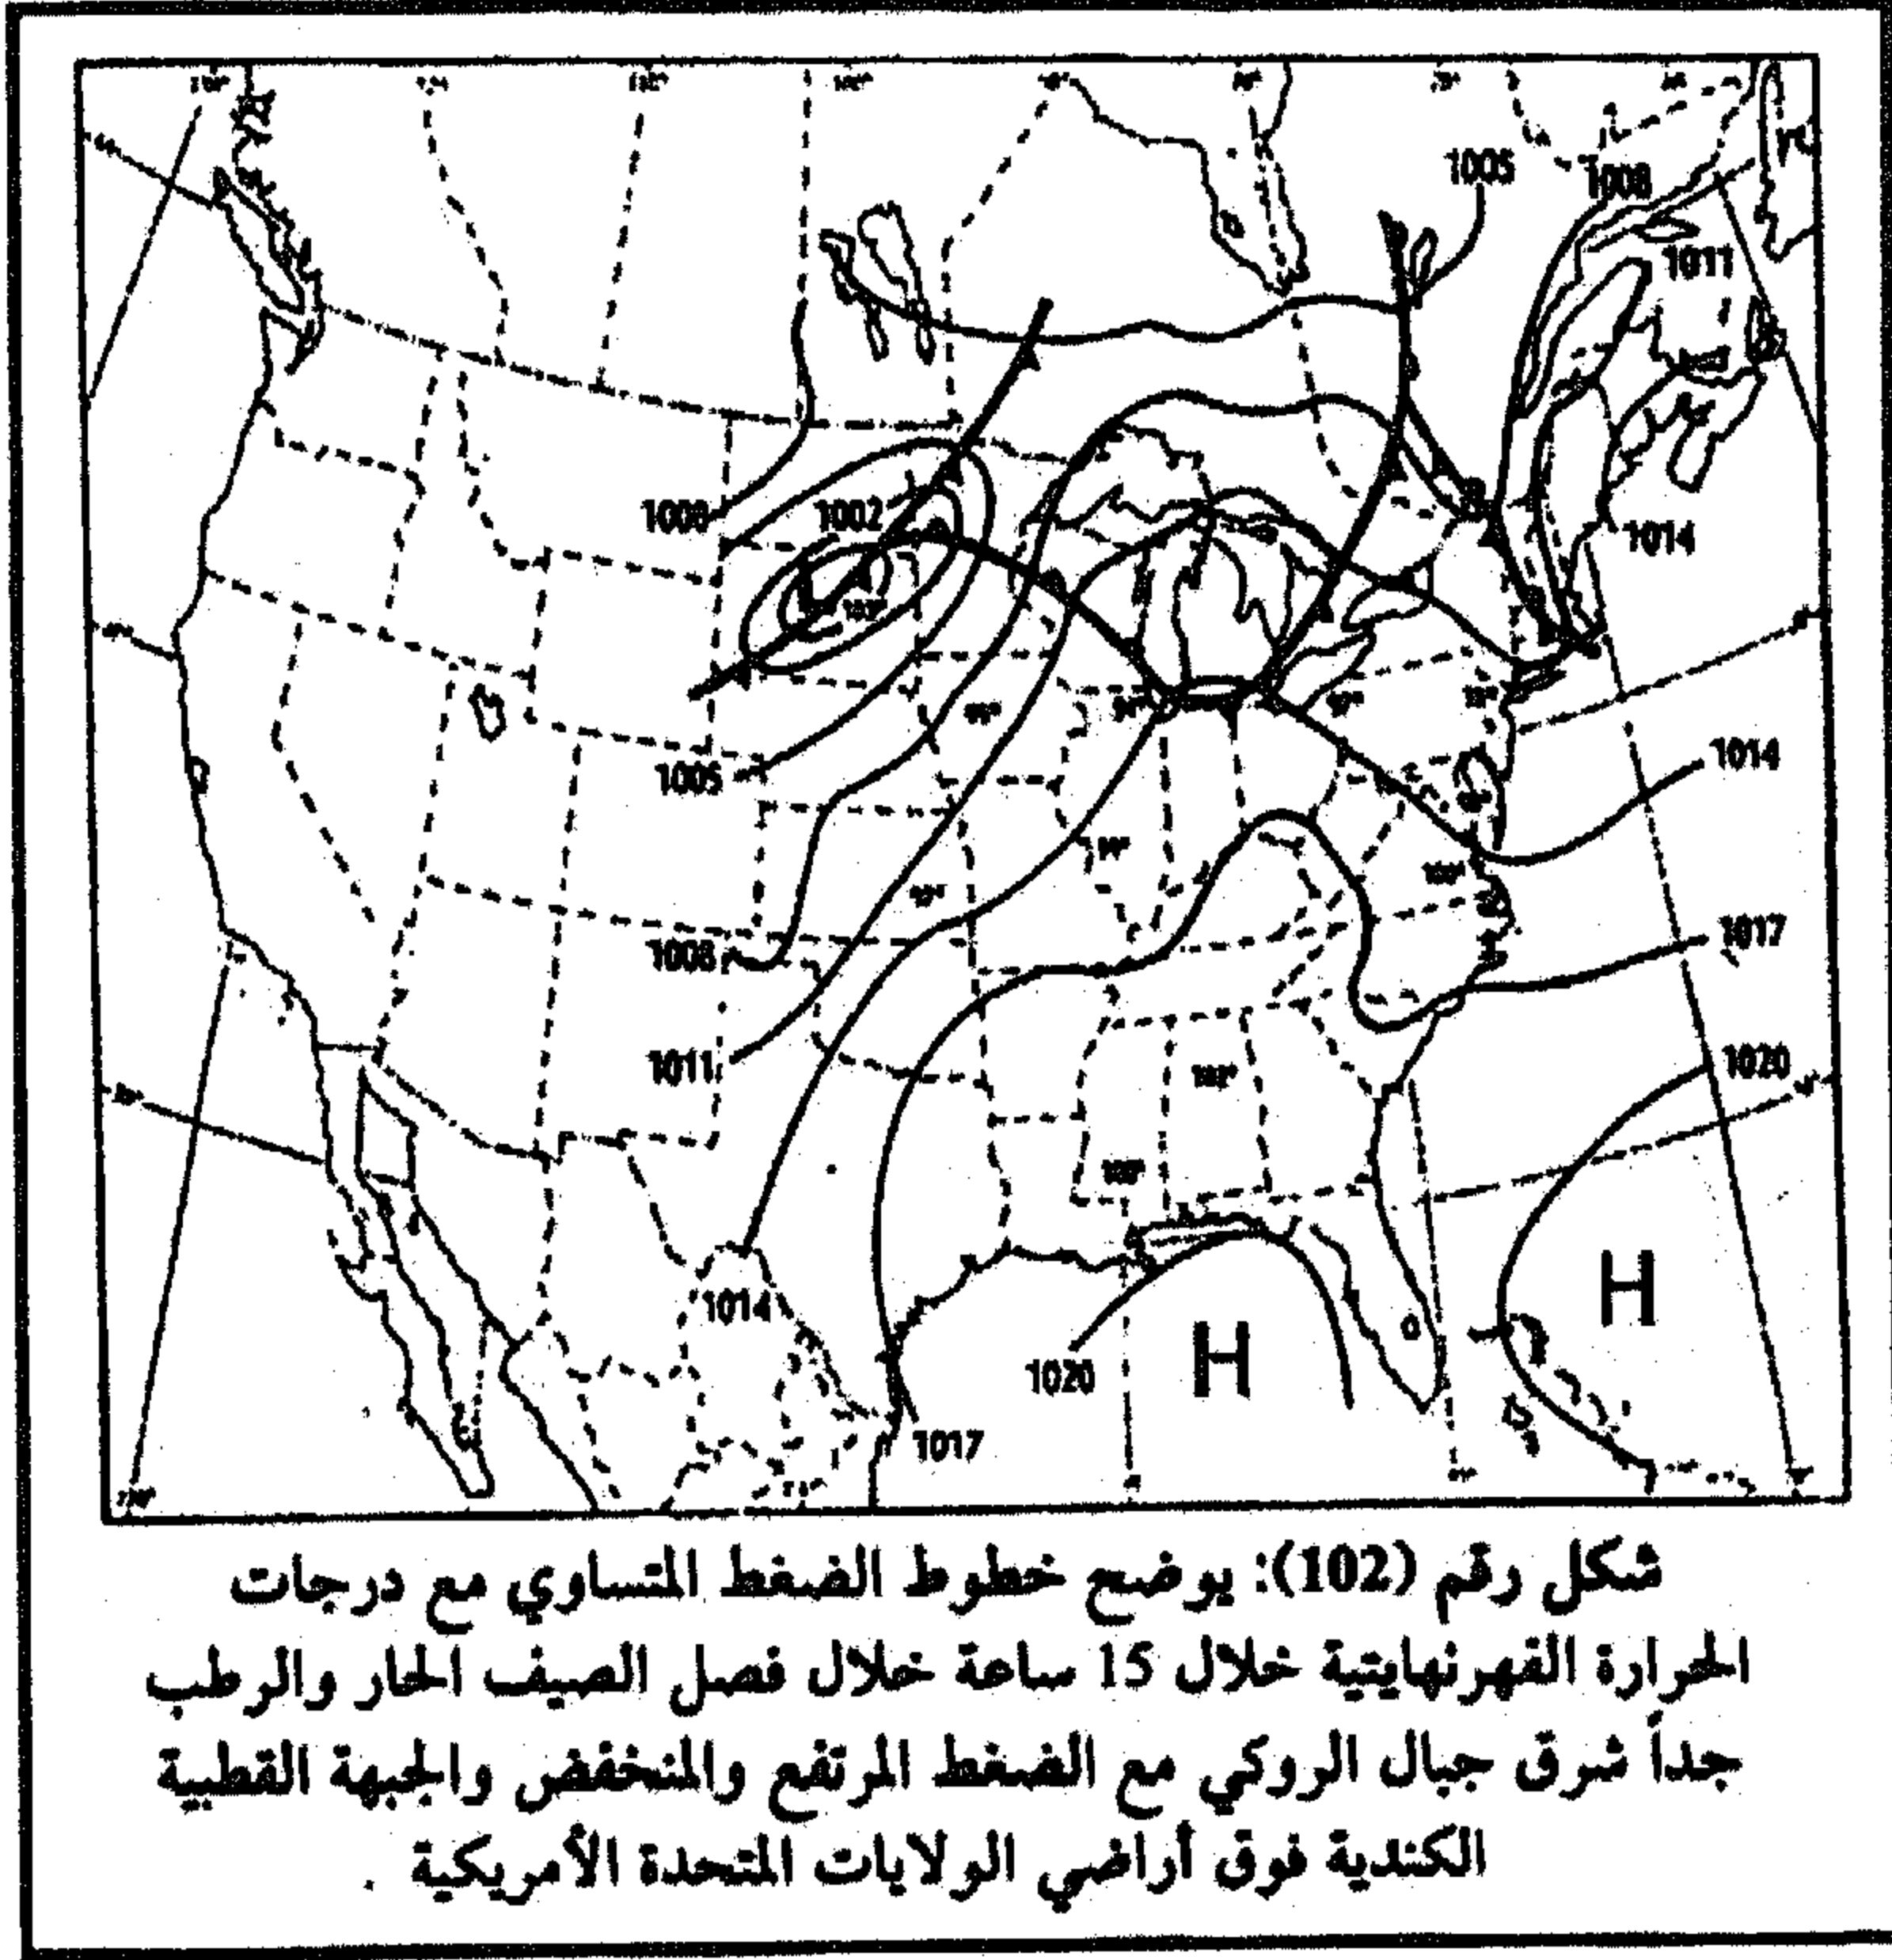 1005
1008
1011
1002
1014
1005
1014
1008
1017
1011
1020
H
1014
H
1020
1017
شكل رقم (102): يوضح خطوط الضغط المتساوي مع درجات
الحرارة الفهرنهايتية خلال 15 ساعة خلال فصل الصيف الحار والرطب
جداً شرق جبال الروكي مع الضغط المرتفع والمنخفض والجبهة القطبية
الكندية فوق أراضي الولايات المتحدة الأمريكية .